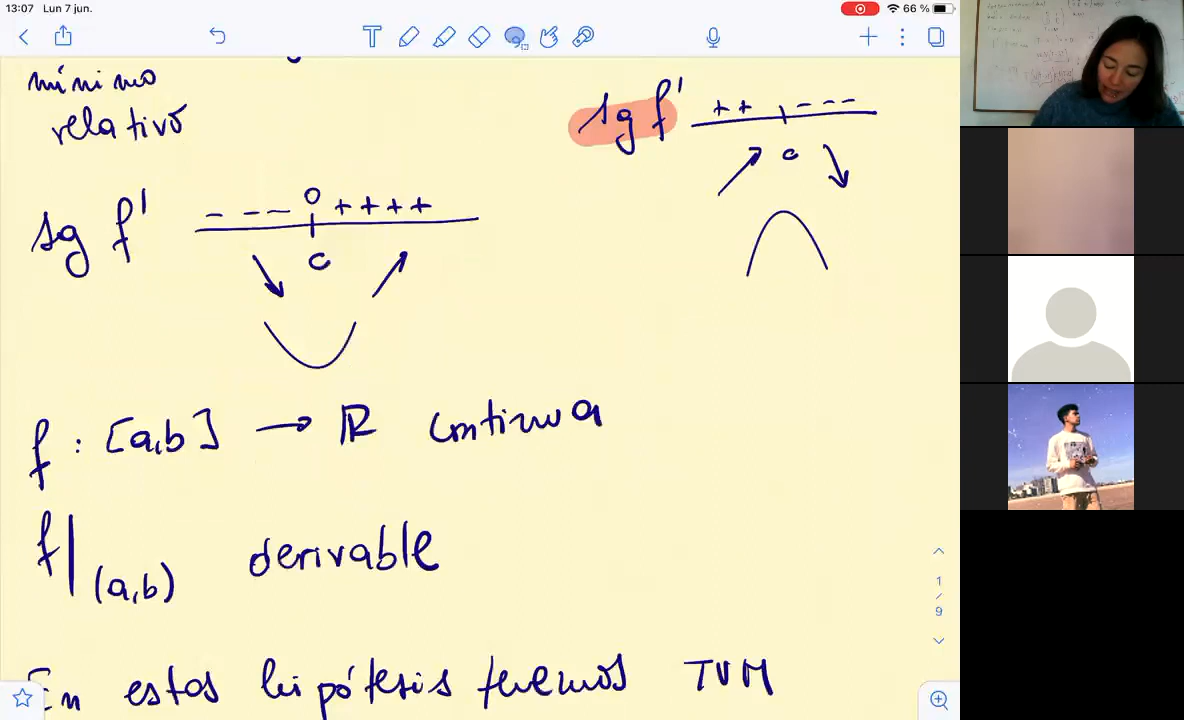 13:07 Lun 7 jun.
66 %
mínimo
relativo
sg f' ++ ---
c
sg f' - -- 0 ++++
c
f : [a,b] → ℝ continua
f|(a,b) derivable
1
/
9
En estas hipótesis tenemos TVM